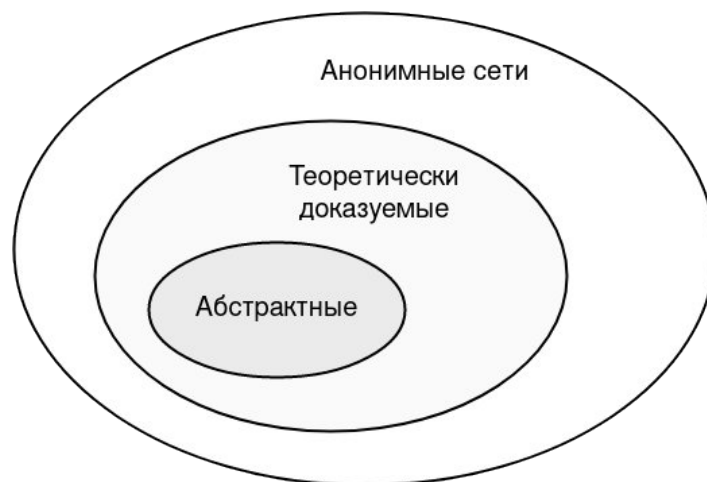 Анонимные сети
Теоретически
доказуемые
Абстрактные